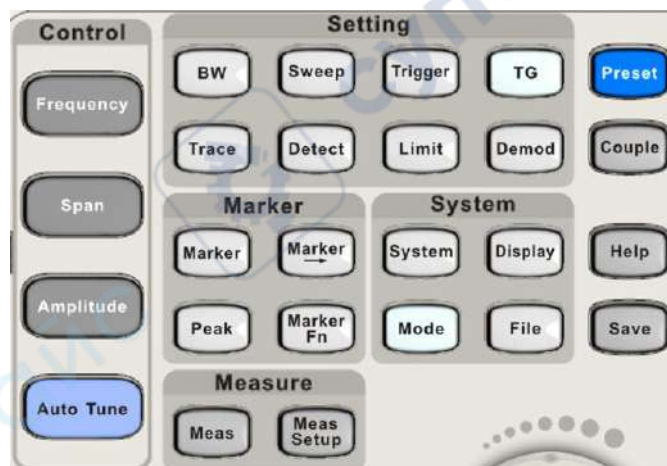 Control
Frequency
Span
Amplitude
Auto Tune
Setting
BW
Sweep
Trigger
TG
Trace
Detect
Limit
Demod
Marker
Marker
Marker
→
Peak
Marker
Fn
System
System
Display
Mode
File
Measure
Meas
Meas
Setup
Preset
Couple
Help
Save